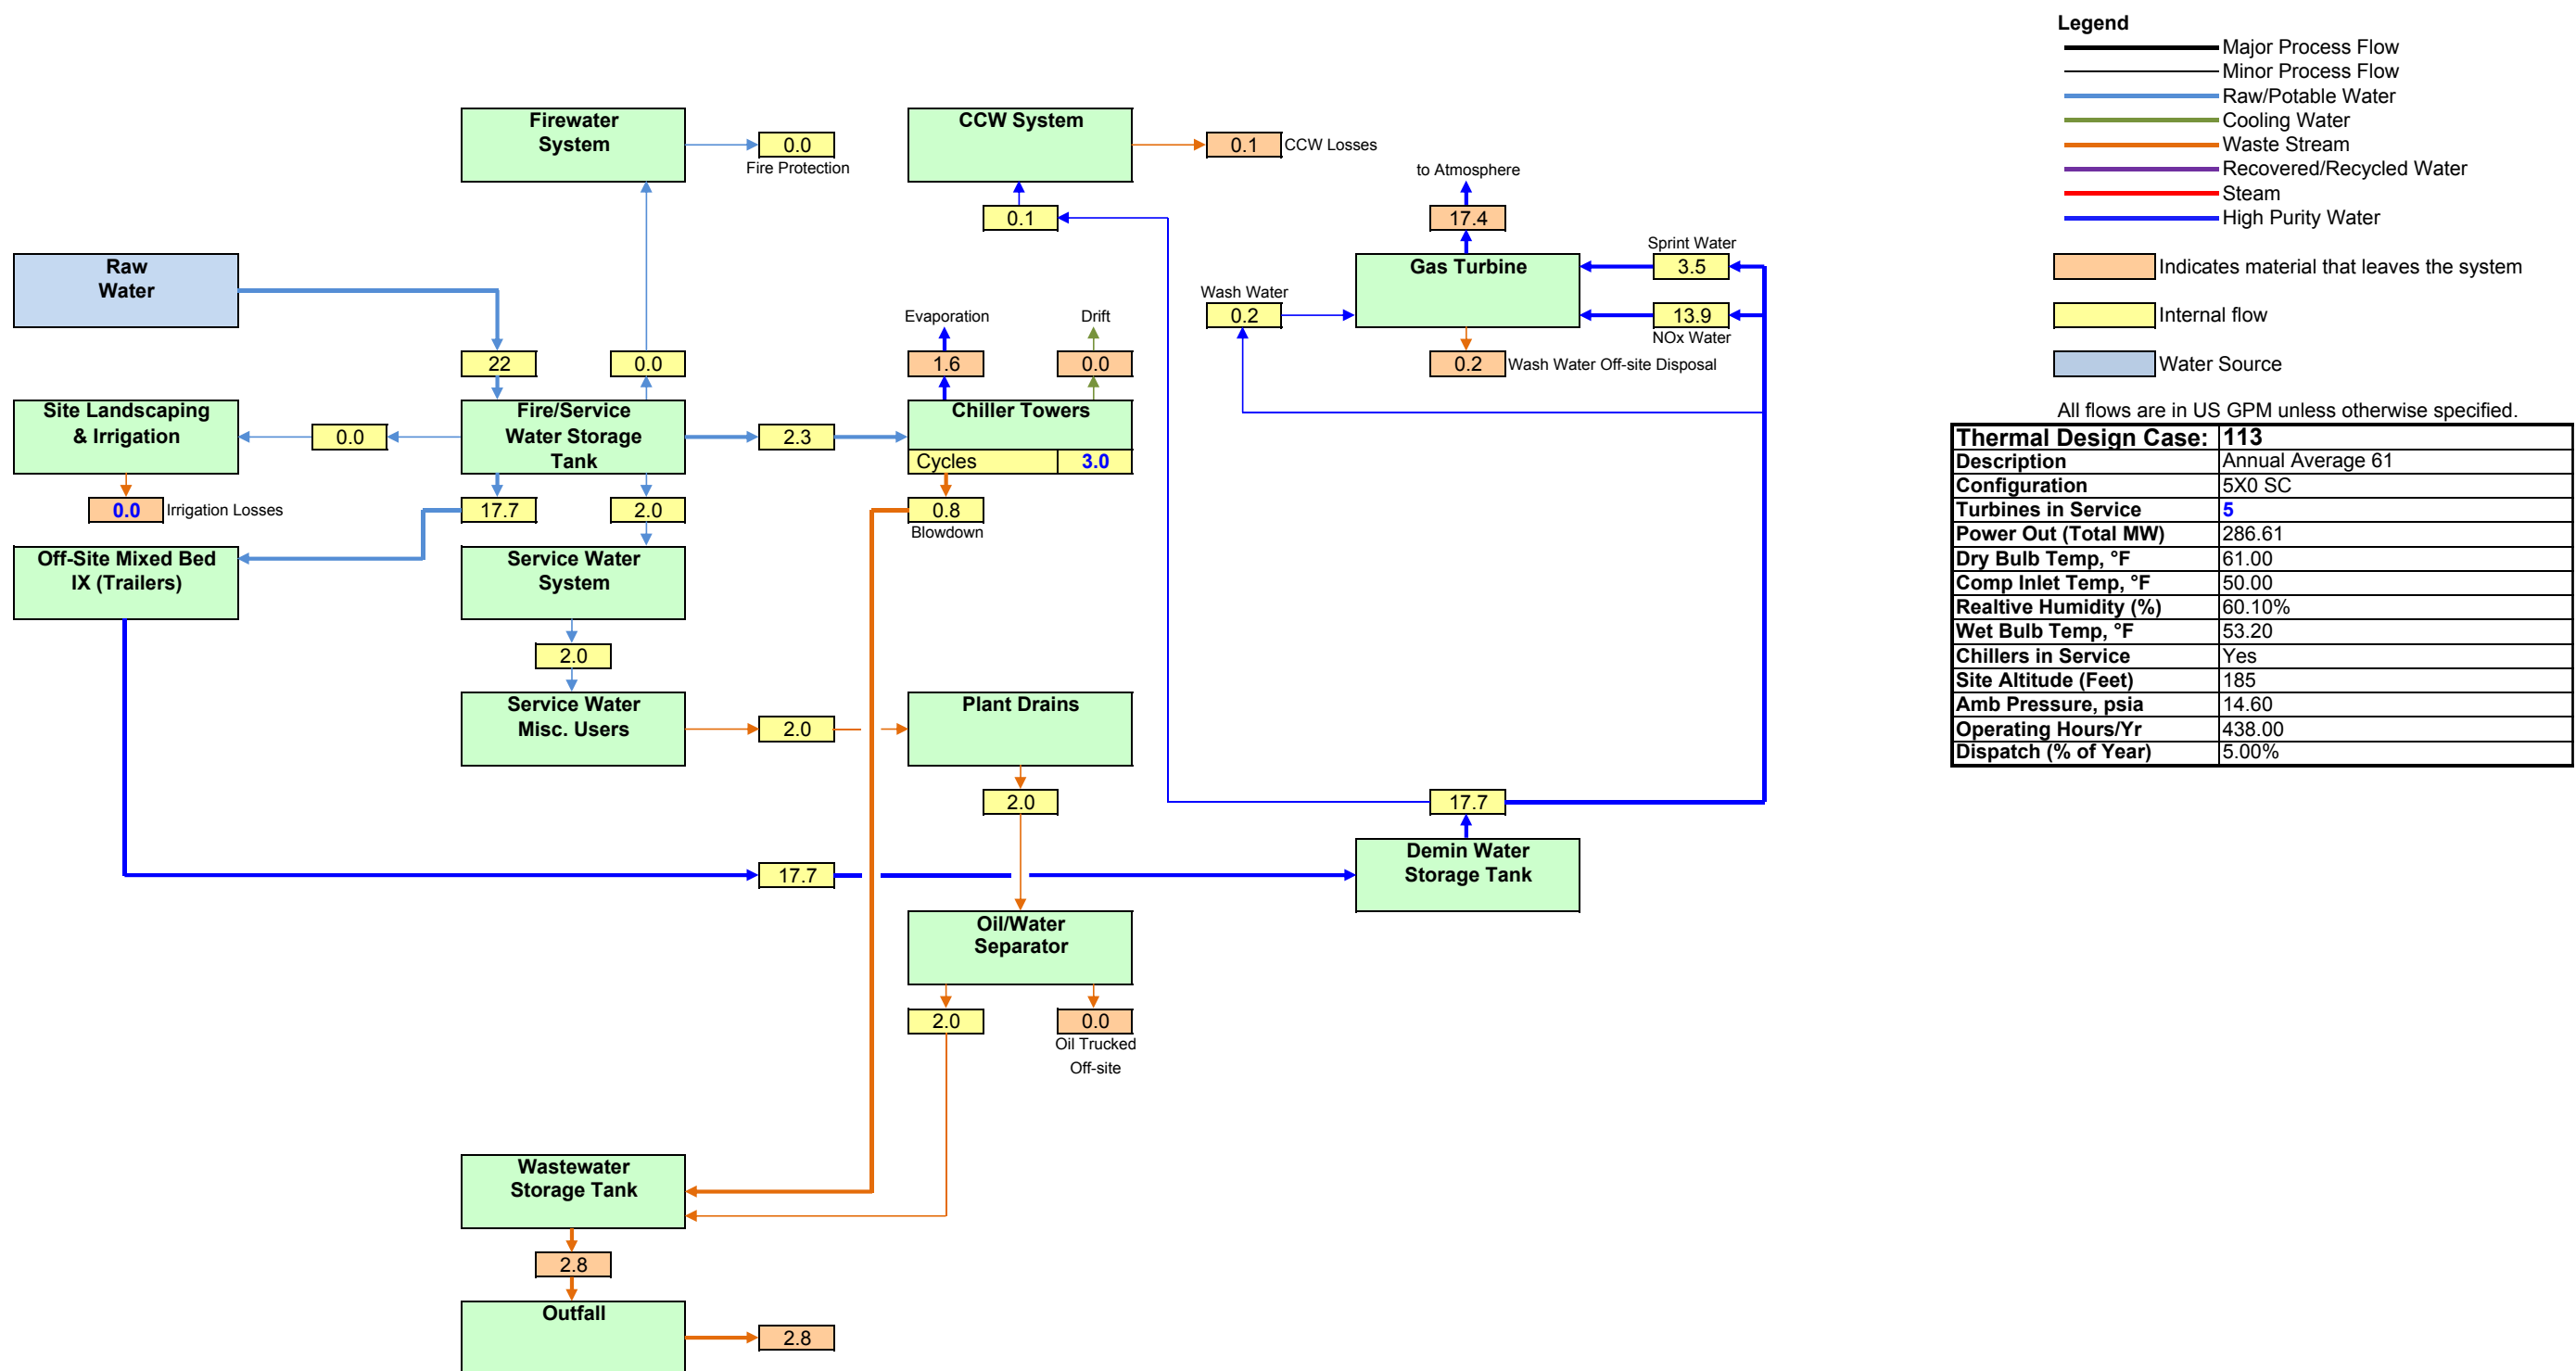 Legend
Major Process Flow
Minor Process Flow
Raw/Potable Water
Cooling Water
Waste Stream
Recovered/Recycled Water
Steam
High Purity Water
Indicates material that leaves the system
Internal flow
Water Source
All flows are in US GPM unless otherwise specified.
Thermal Design Case: 113
Description Annual Average 61
Configuration 5X0 SC
Turbines in Service 5
Power Out (Total MW) 286.61
Dry Bulb Temp, °F 61.00
Comp Inlet Temp, °F 50.00
Realtive Humidity (%) 60.10%
Wet Bulb Temp, °F 53.20
Chillers in Service Yes
Site Altitude (Feet) 185
Amb Pressure, psia 14.60
Operating Hours/Yr 438.00
Dispatch (% of Year) 5.00%
Firewater
System
0.0
Fire Protection
CCW System
0.1 CCW Losses
0.1
to Atmosphere
17.4
Gas Turbine
Sprint Water
3.5
13.9
NOx Water
Wash Water
0.2
0.2 Wash Water Off-site Disposal
Raw
Water
22
0.0
Evaporation
1.6
Drift
0.0
Site Landscaping
& Irrigation
0.0
0.0 Irrigation Losses
Fire/Service
Water Storage
Tank
2.3
Chiller Towers
Cycles 3.0
17.7
2.0
0.8
Blowdown
Off-Site Mixed Bed
IX (Trailers)
Service Water
System
2.0
Service Water
Misc. Users
2.0
Plant Drains
2.0
17.7
17.7
Demin Water
Storage Tank
Oil/Water
Separator
2.0
0.0
Oil Trucked
Off-site
Wastewater
Storage Tank
2.8
Outfall
2.8